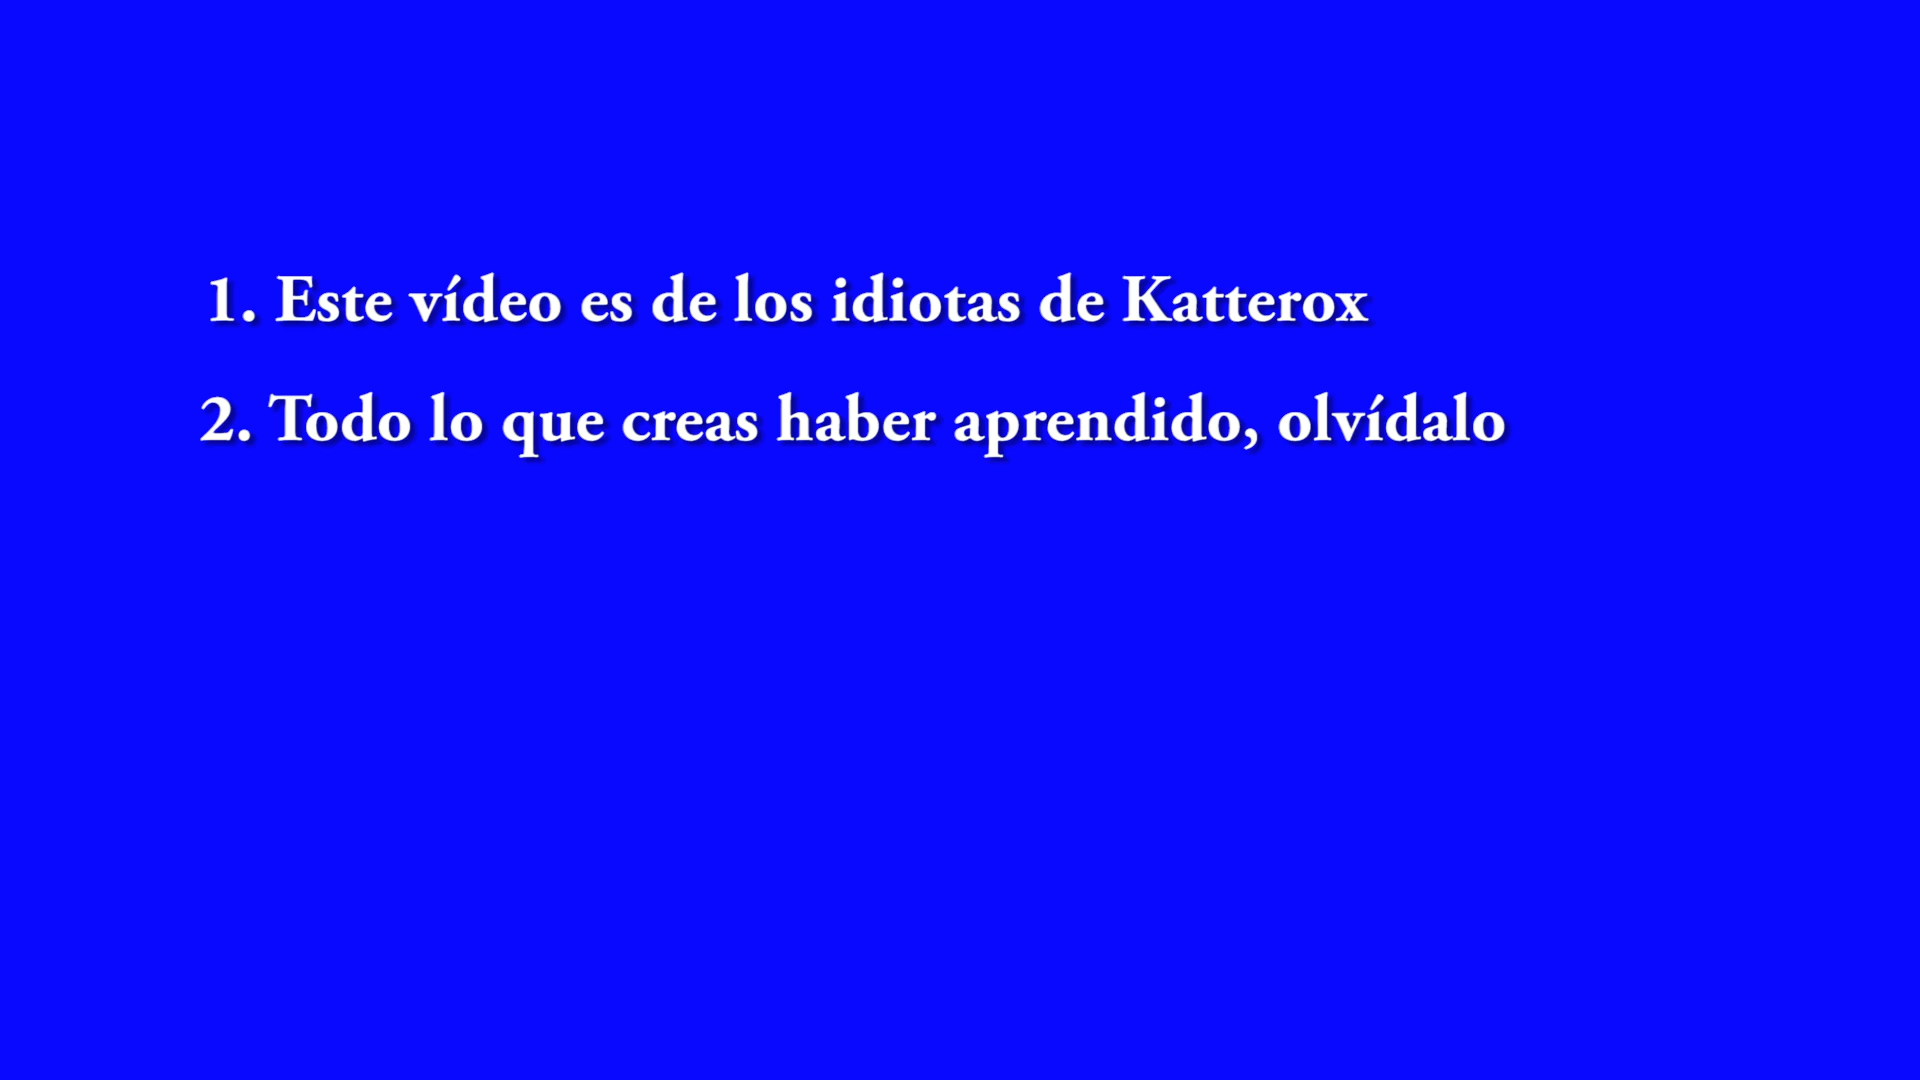 1. Este vídeo es de los idiotas de Katterox
2. Todo lo que creas haber aprendido, olvídalo